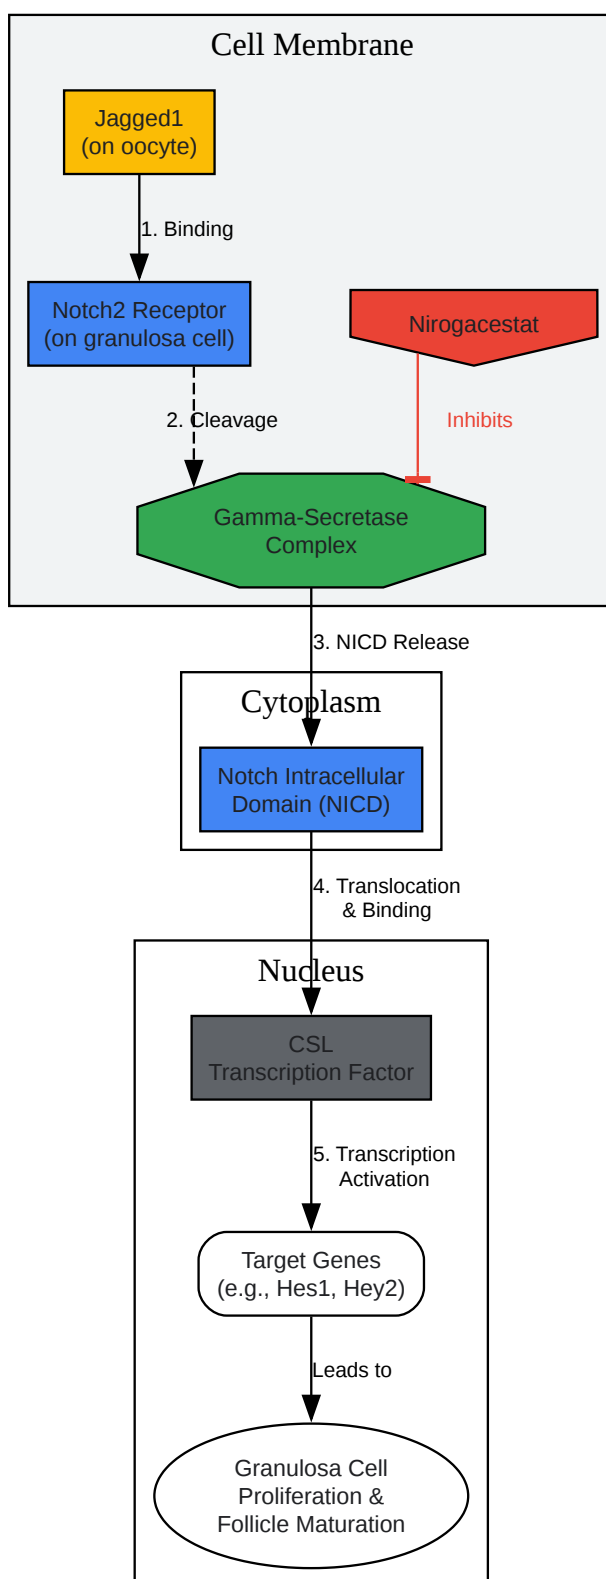 Cell Membrane
Jagged1
(on oocyte)
1. Binding
Notch2 Receptor
(on granulosa cell)
Nirogacestat
2. Cleavage
Inhibits
Gamma-Secretase
Complex
3. NICD Release
Cytoplasm
Notch Intracellular
Domain (NICD)
4. Translocation
& Binding
Nucleus
CSL
Transcription Factor
5. Transcription
Activation
Target Genes
(e.g., Hes1, Hey2)
Leads to
Granulosa Cell
Proliferation &
Follicle Maturation